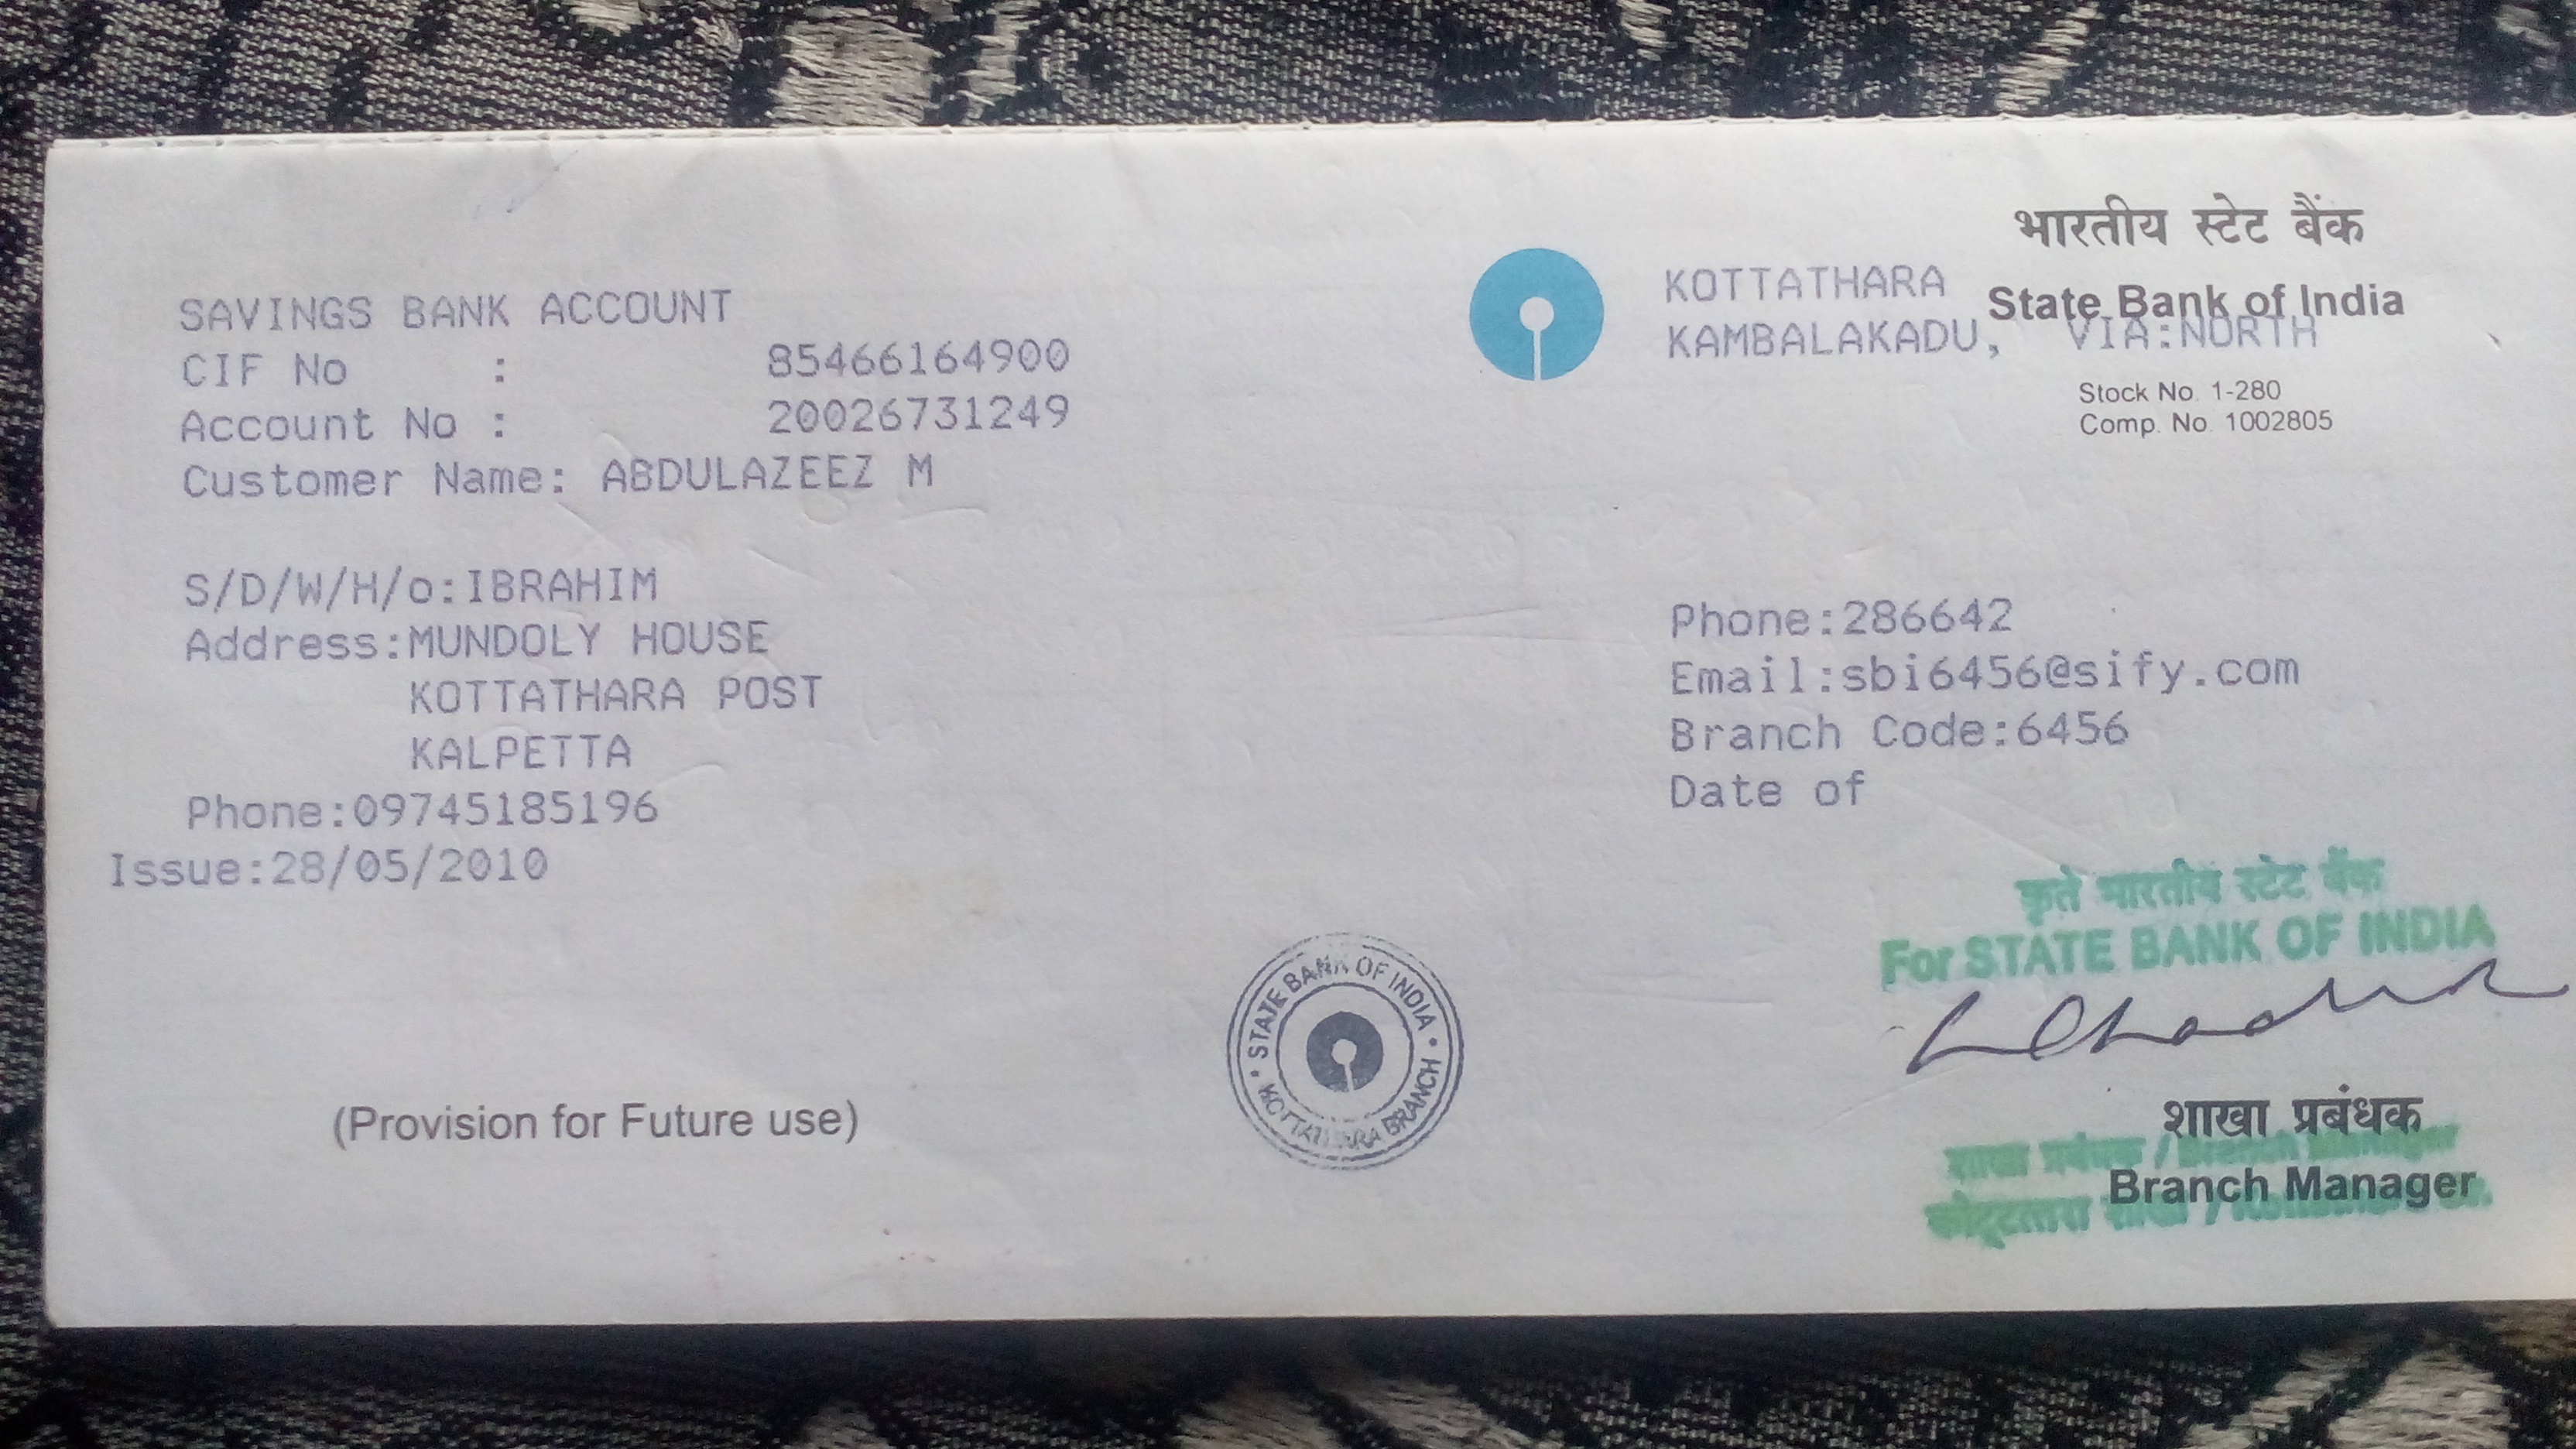 भारतीय स्टेट बैंक
State Bank of India
KOTTATHARA
KAMBALAKADU, VIA:NORTH
Stock No. 1-280
Comp. No. 1002805
SAVINGS BANK ACCOUNT
CIF No : 85466164900
Account No : 20026731249
Customer Name: ABDULAZEEZ M
S/D/W/H/o:IBRAHIM
Address:MUNDOLY HOUSE
KOTTATHARA POST
KALPETTA
Phone:09745185196
Issue:28/05/2010
Phone:286642
Email:sbi6456@sify.com
Branch Code:6456
Date of
कृते भारतीय स्टेट बैंक
For STATE BANK OF INDIA
STATE BANK OF INDIA
KOTTATHARA BRANCH
(Provision for Future use)
शाखा प्रबंधक
शाखा प्रबंधक / Branch Manager
Branch Manager